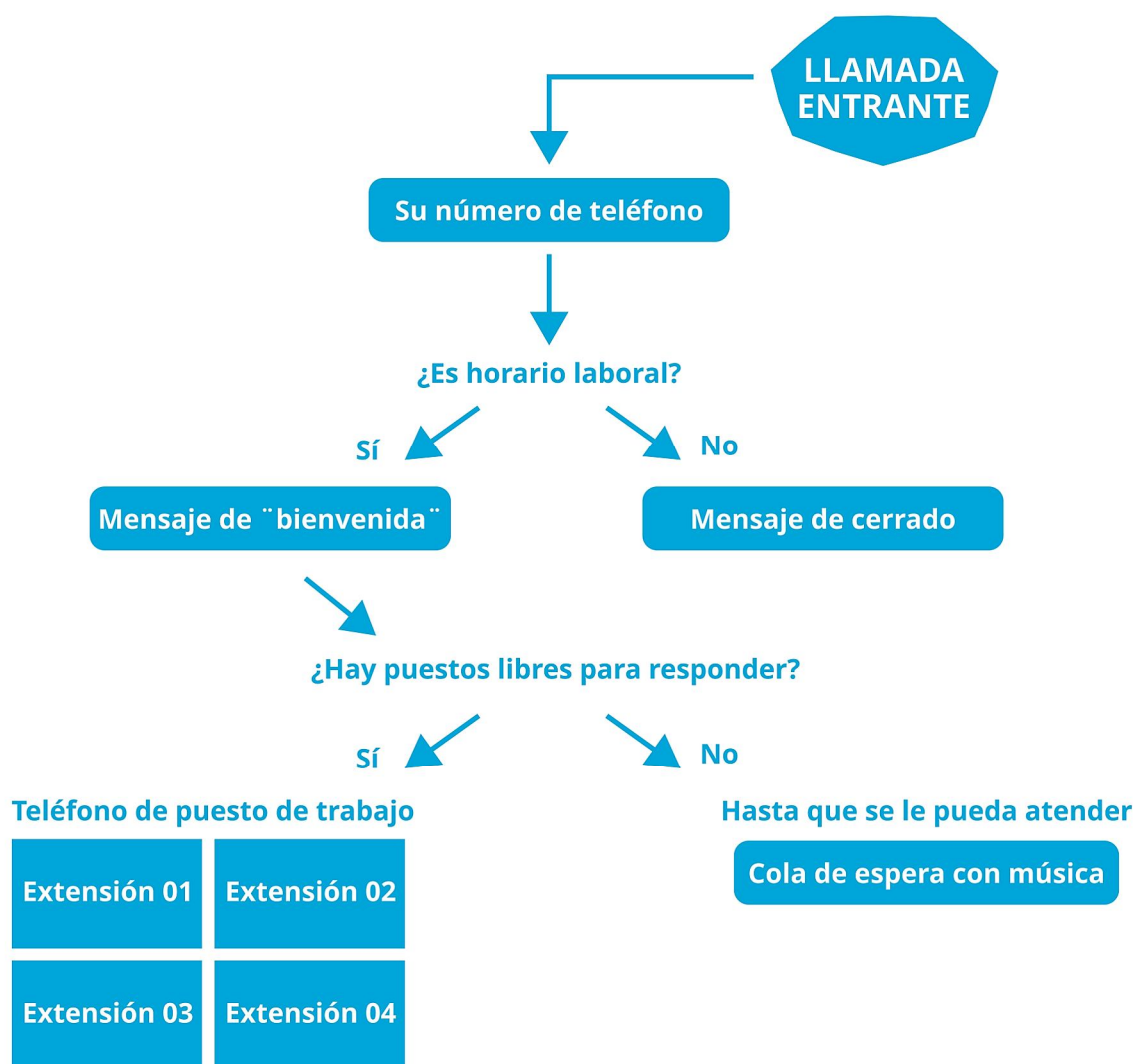 LLAMADA
ENTRANTE
Su número de teléfono
¿Es horario laboral?
Sí
No
Mensaje de ¨bienvenida¨
Mensaje de cerrado
¿Hay puestos libres para responder?
Sí
No
Teléfono de puesto de trabajo
Hasta que se le pueda atender
Extensión 01
Extensión 02
Cola de espera con música
Extensión 03
Extensión 04